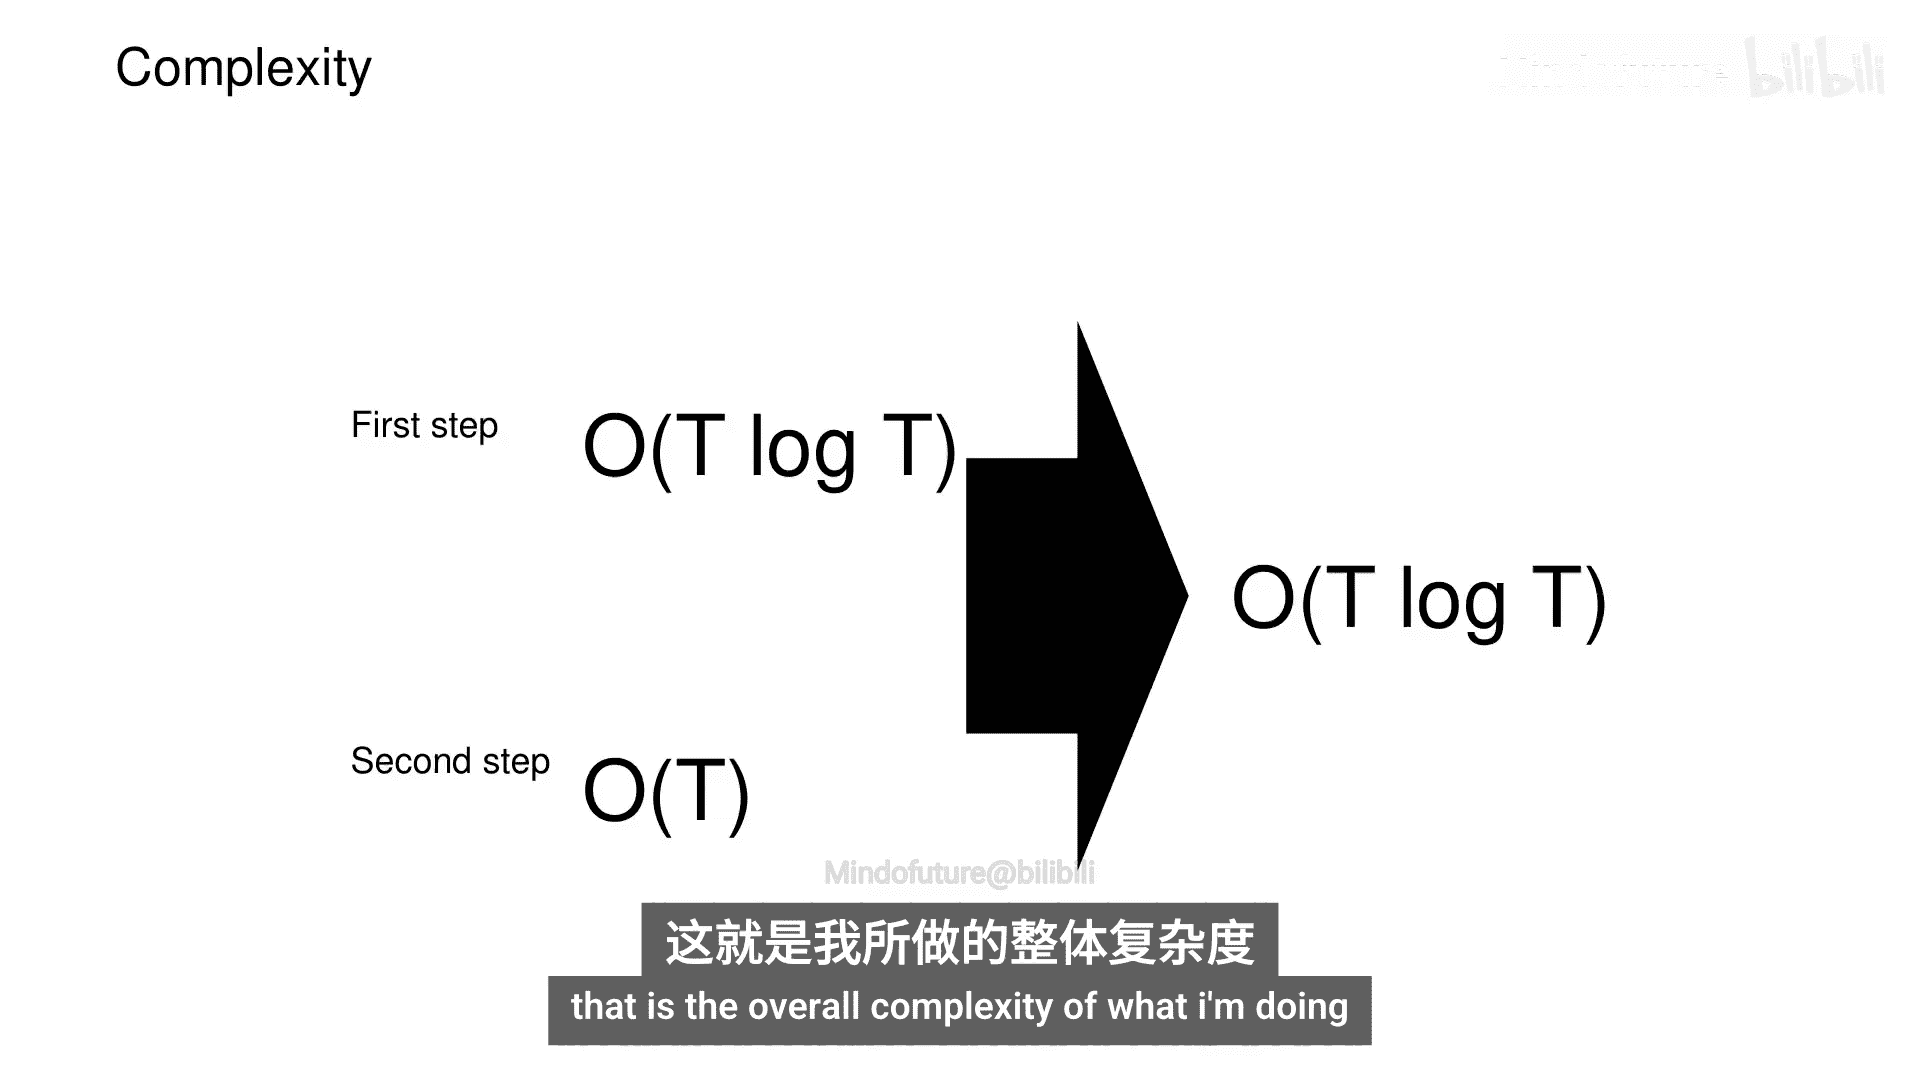 Complexity
bilibili
First step
O(T log T)
O(T log T)
Second step
O(T)
Mindofuture@bilibili
这就是我所做的整体复杂度
that is the overall complexity of what i'm doing